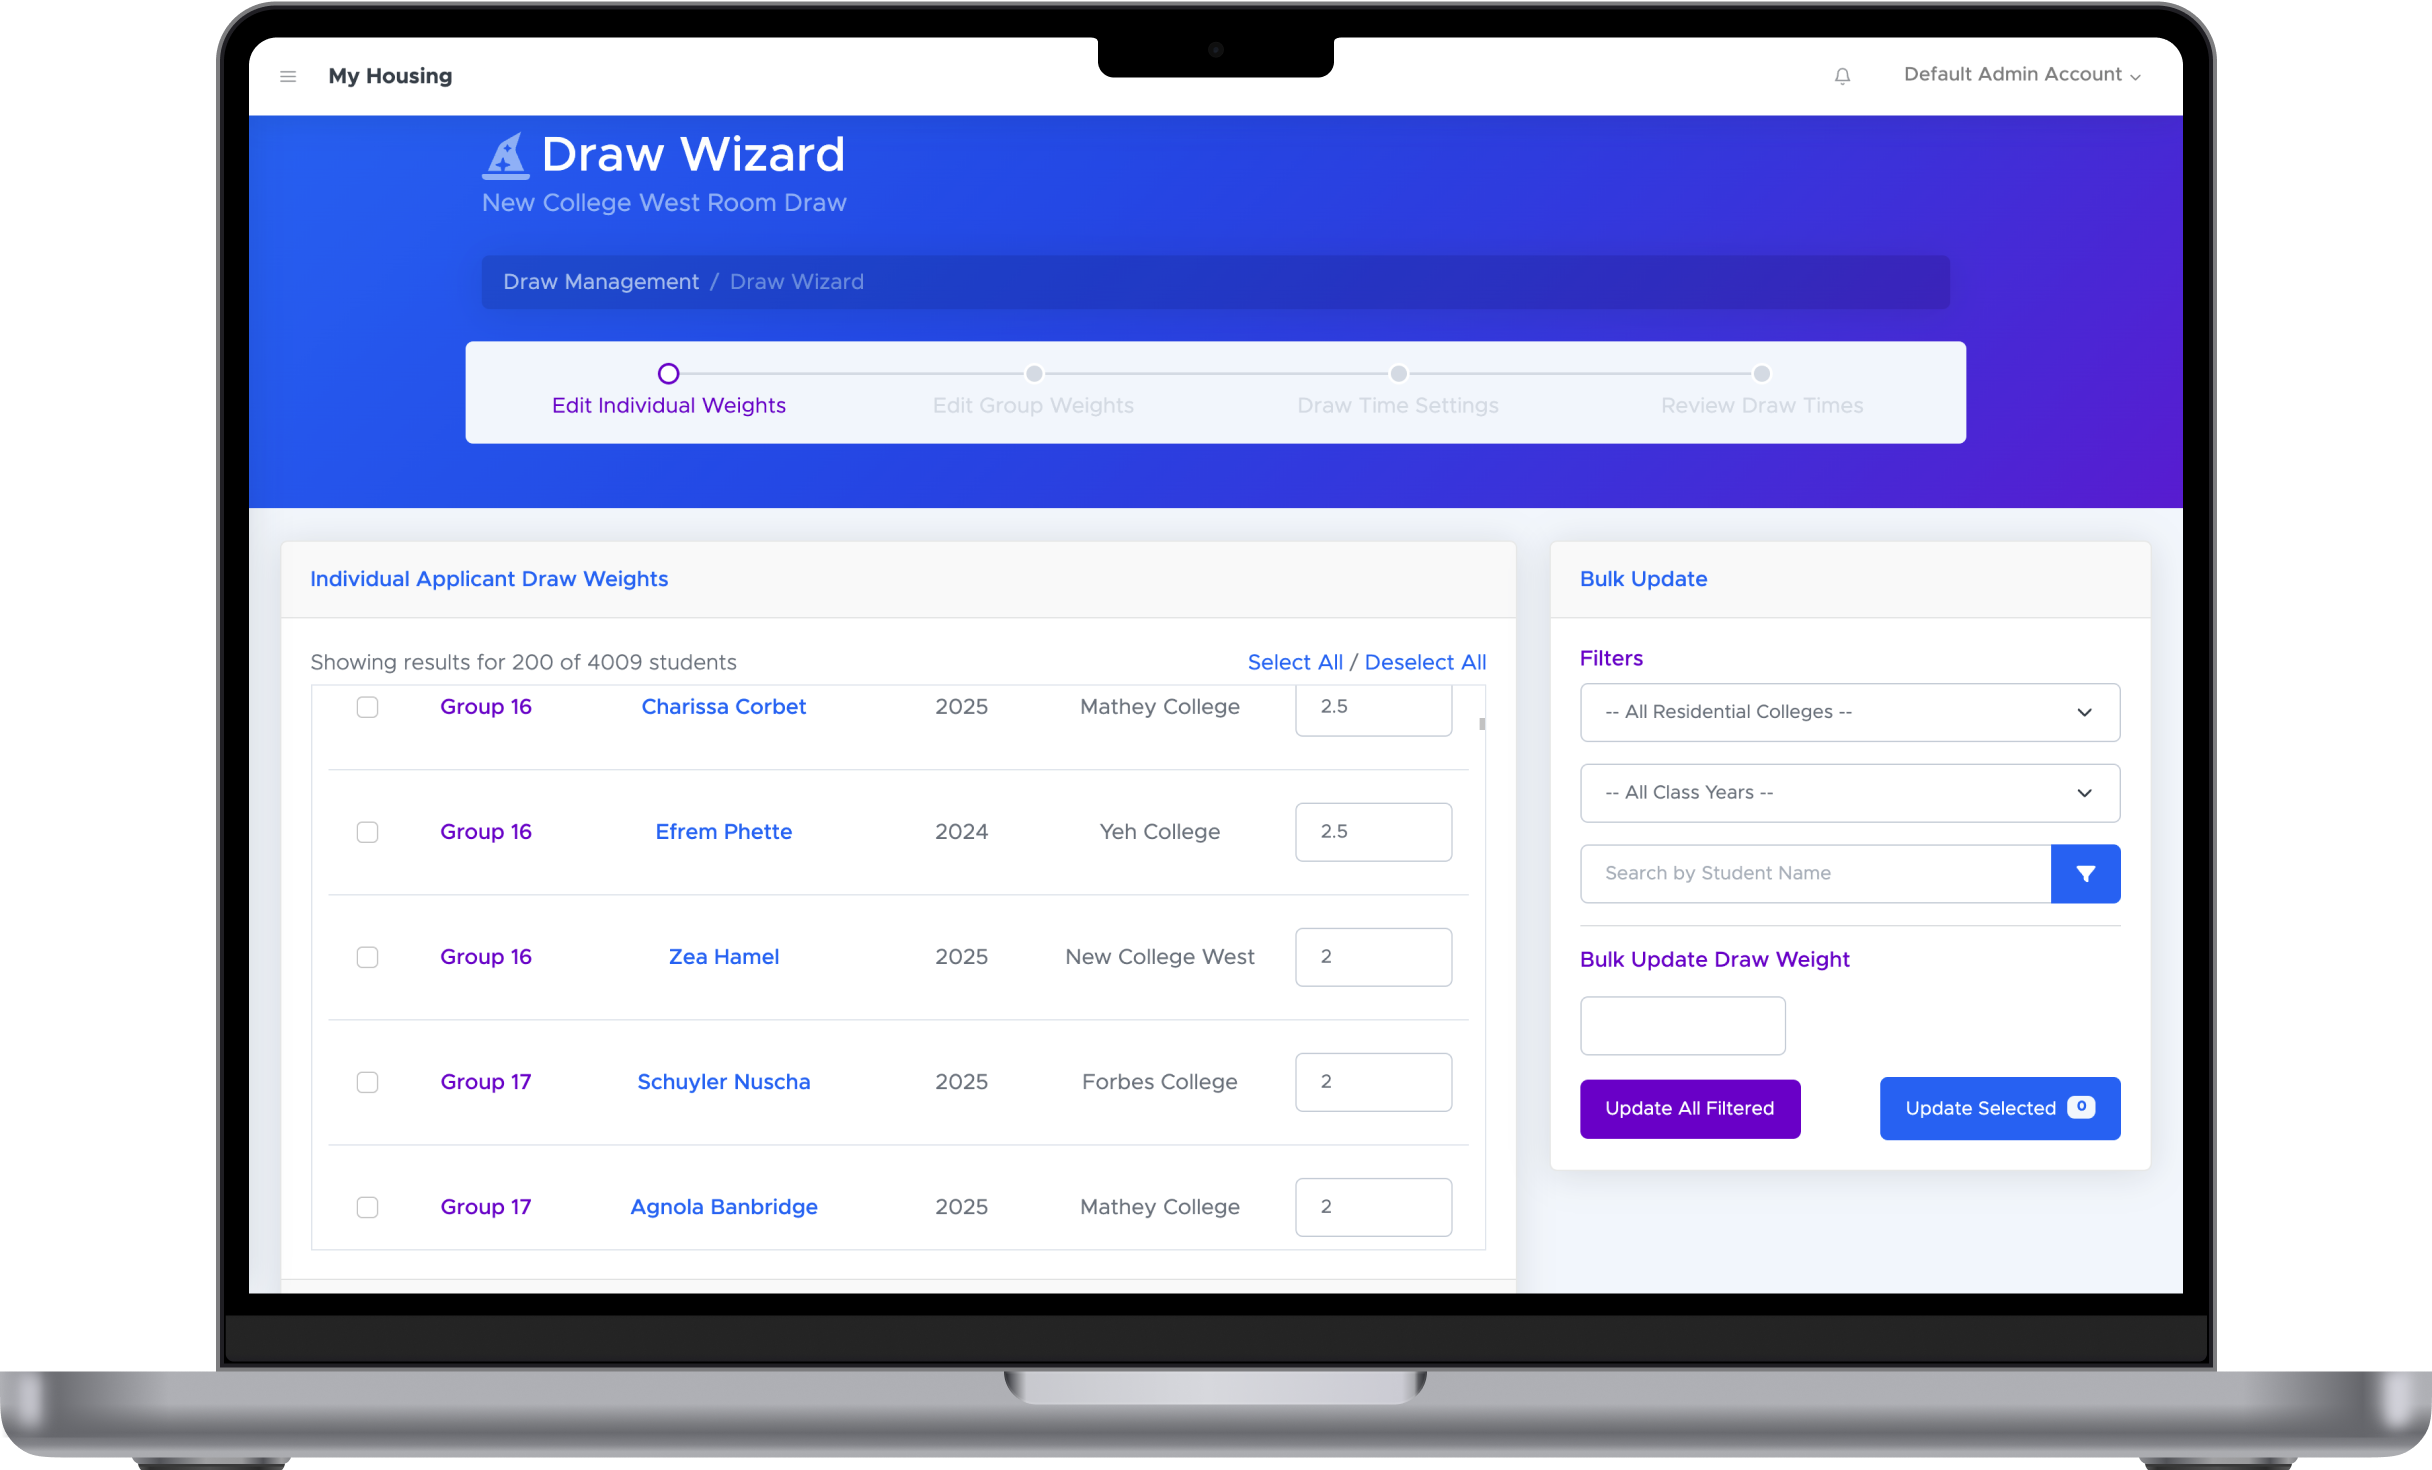 My Housing
Default Admin Account
Draw Wizard
New College West Room Draw
Draw Management / Draw Wizard
Edit Individual Weights
Edit Group Weights
Draw Time Settings
Review Draw Times
Individual Applicant Draw Weights
Showing results for 200 of 4009 students
Select All / Deselect All
Group 16 Charissa Corbet 2025 Mathey College 2.5
Group 16 Efrem Phette 2024 Yeh College 2.5
Group 16 Zea Hamel 2025 New College West 2
Group 17 Schuyler Nuscha 2025 Forbes College 2
Group 17 Agnola Banbridge 2025 Mathey College 2
Bulk Update
Filters
-- All Residential Colleges --
-- All Class Years --
Search by Student Name
Bulk Update Draw Weight
Update All Filtered
Update Selected 0